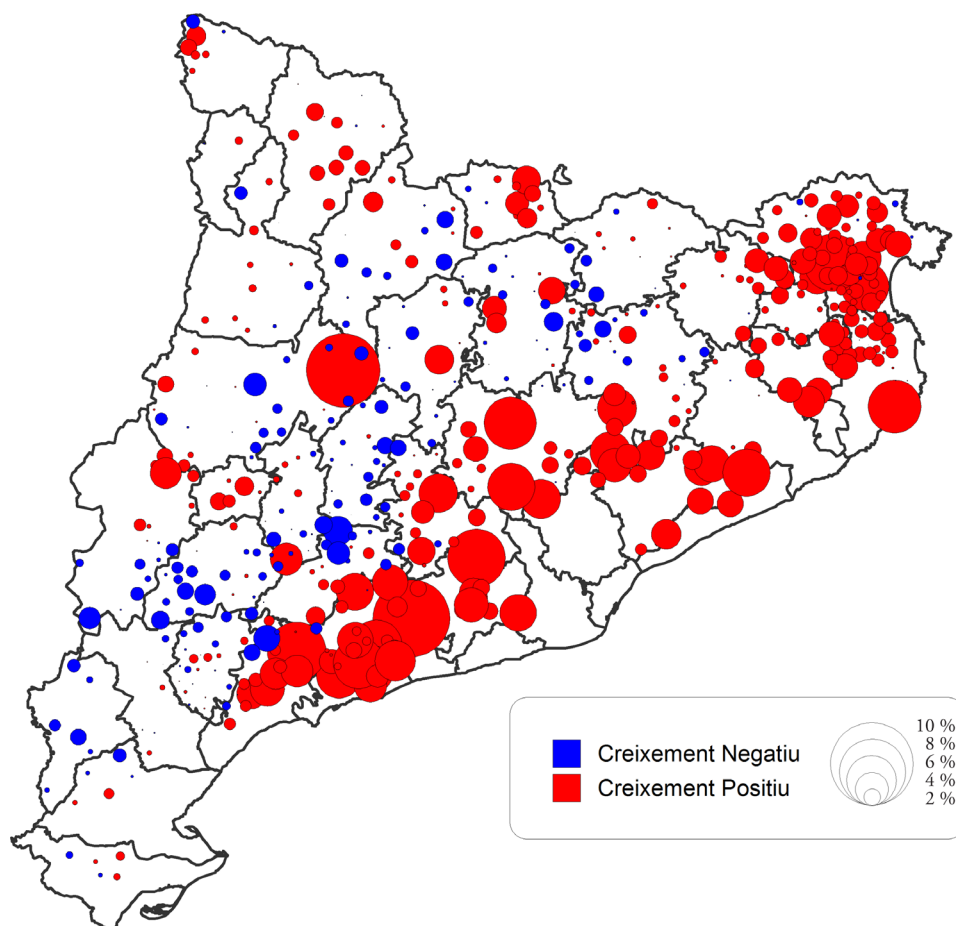 10 %
8 %
6 %
4 %
2 %
Creixement Negatiu
Creixement Positiu